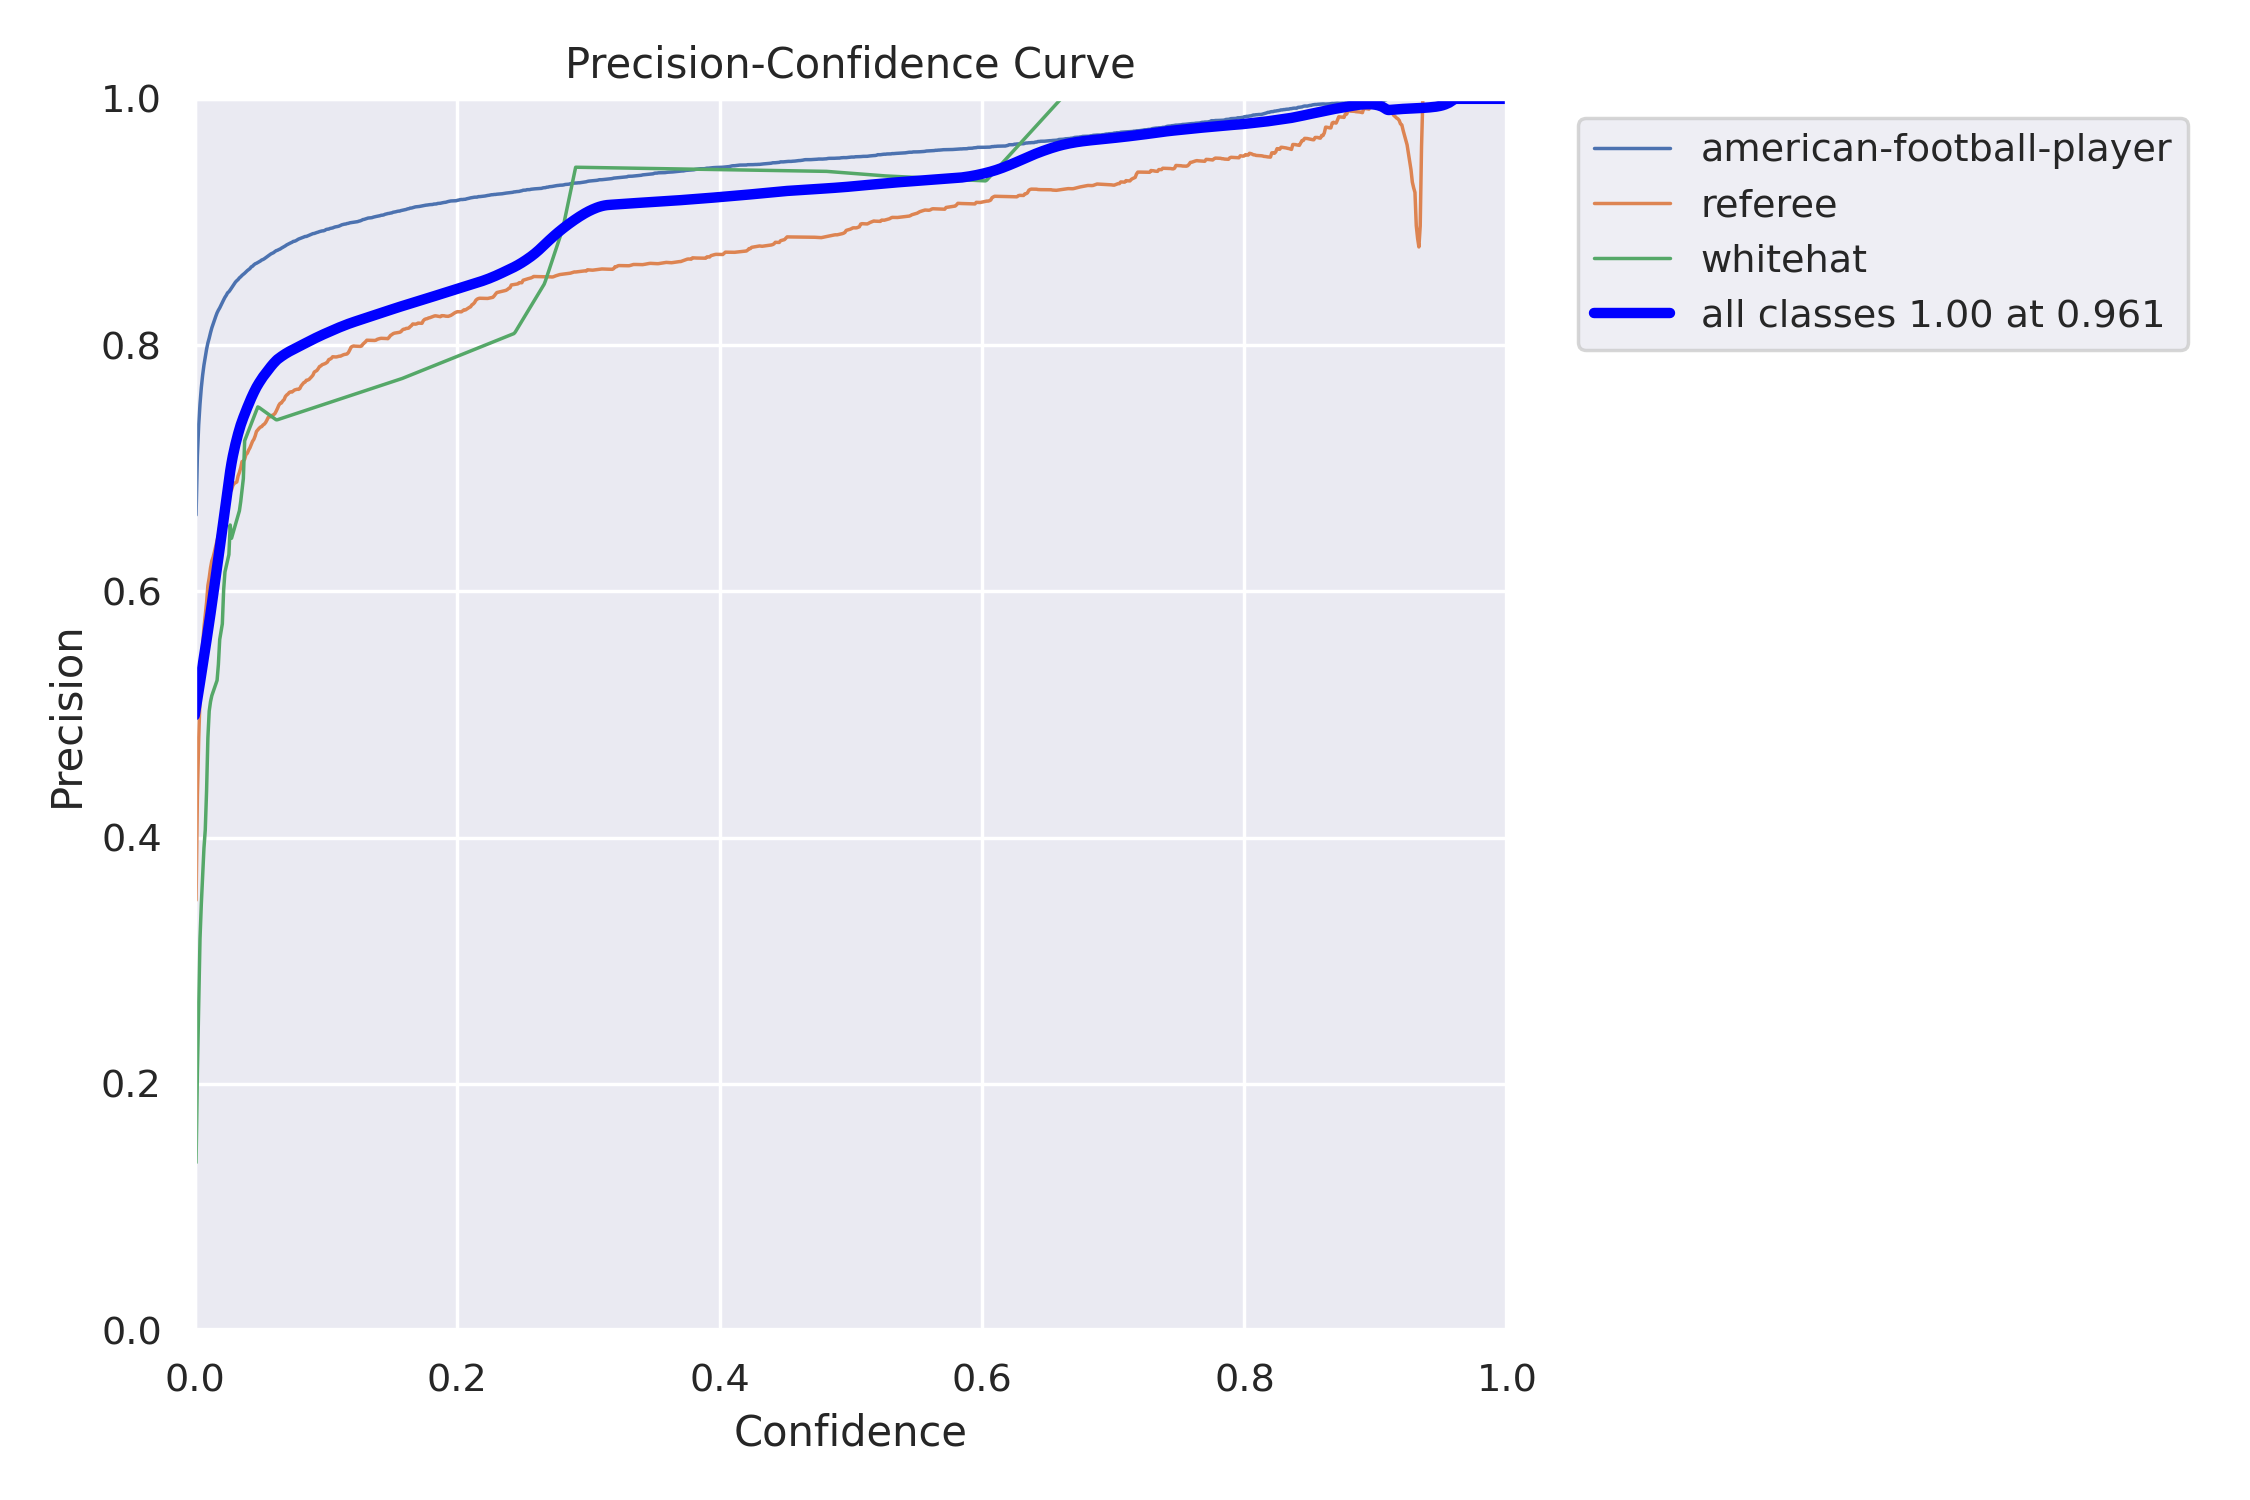 Precision-Confidence Curve
1.0
0.8
0.6
0.4
0.2
0.0
Precision
0.0 0.2 0.4 0.6 0.8 1.0
Confidence
american-football-player
referee
whitehat
all classes 1.00 at 0.961